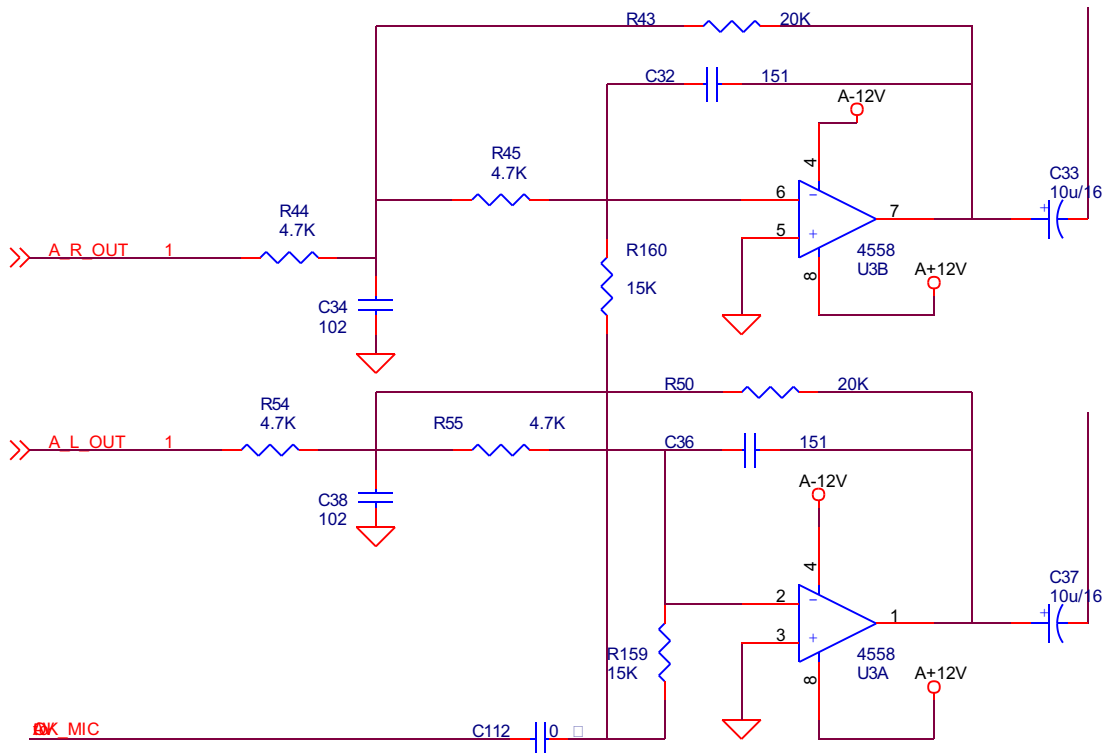 R43 20K
C32 151
A-12V
R45
4.7K
4
C33
10u/16
+
6
−
R44
4.7K
7
5
+
A_R_OUT 1
R160
4558
U3B
8
A+12V
15K
C34
102
R50 20K
R54
4.7K
R55 4.7K
A_L_OUT 1
C36 151
A-12V
C38
102
4
C37
10u/16
+
2
−
1
3
+
R159
15K
4558
U3A
8
A+12V
_MIC
C112 0